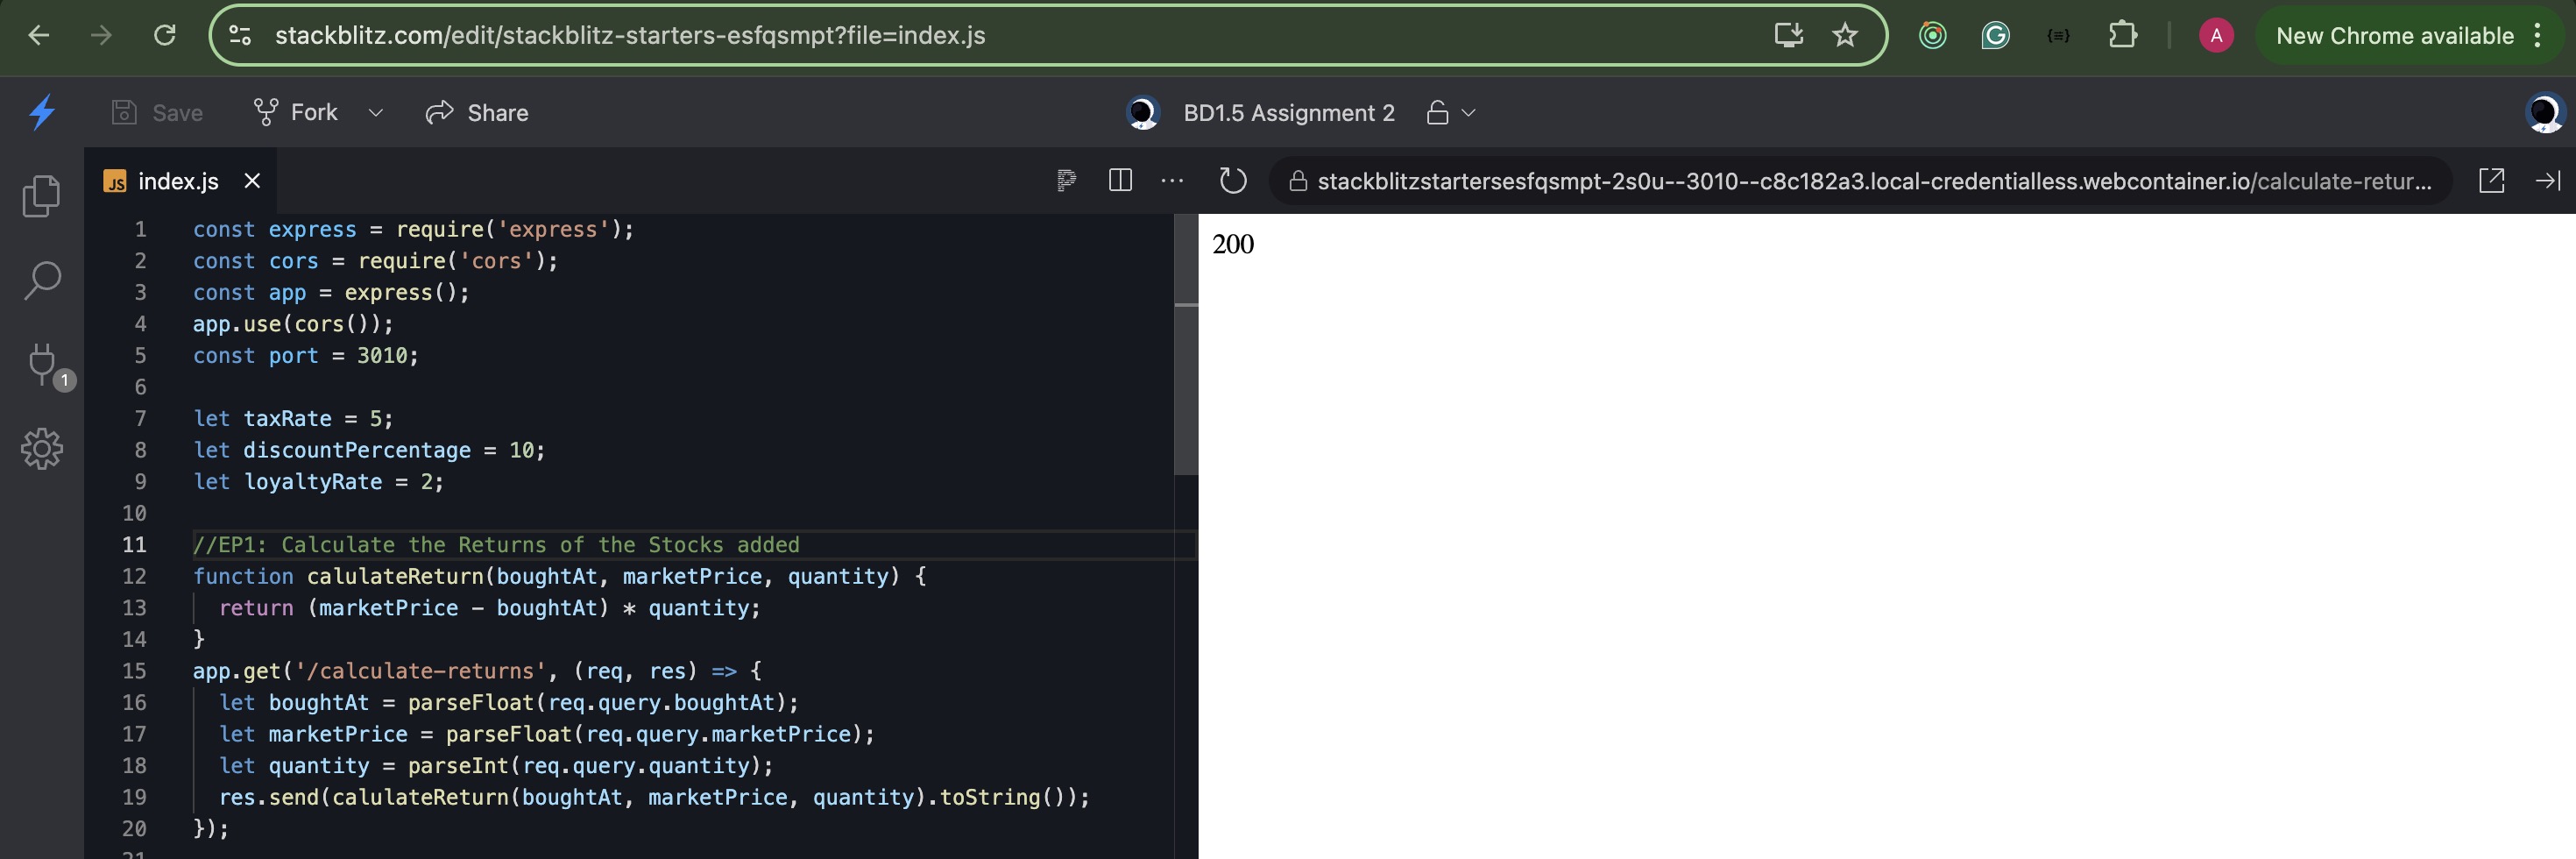 stackblitz.com/edit/stackblitz-starters-esfqsmpt?file=index.js
A
New Chrome available
Save
Fork
Share
BD1.5 Assignment 2
JS index.js
stackblitzstartersesfqsmpt-2s0u--3010--c8c182a3.local-credentialless.webcontainer.io/calculate-retur...
1
1 const express = require('express');
2 const cors = require('cors');
3 const app = express();
4 app.use(cors());
5 const port = 3010;
6
7 let taxRate = 5;
8 let discountPercentage = 10;
9 let loyaltyRate = 2;
10
11 //EP1: Calculate the Returns of the Stocks added
12 function calulateReturn(boughtAt, marketPrice, quantity) {
13 return (marketPrice - boughtAt) * quantity;
14 }
15 app.get('/calculate-returns', (req, res) => {
16 let boughtAt = parseFloat(req.query.boughtAt);
17 let marketPrice = parseFloat(req.query.marketPrice);
18 let quantity = parseInt(req.query.quantity);
19 res.send(calulateReturn(boughtAt, marketPrice, quantity).toString());
20 });
21
200